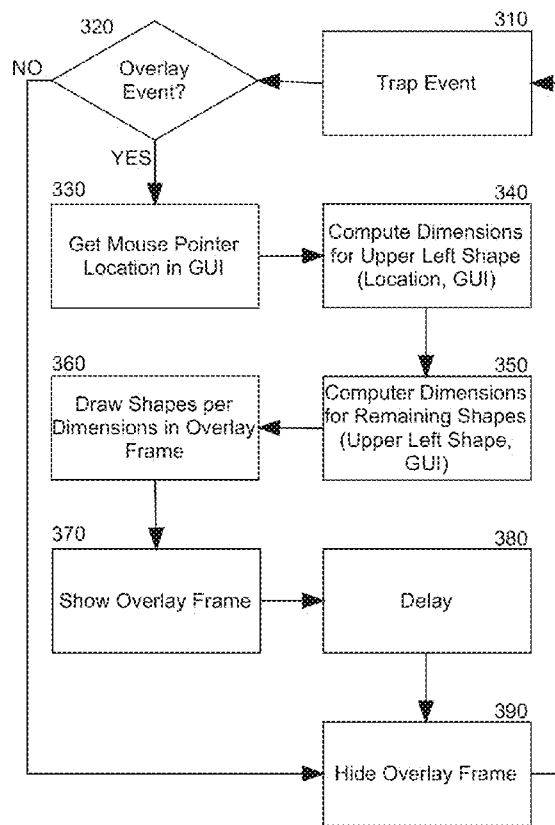 320
310
NO
Overlay
Event?
Trap Event
YES
330
340
Get Mouse Pointer
Location in GUI
Compute Dimensions
for Upper Left Shape
(Location, GUI)
360
350
Draw Shapes per
Dimensions in Overlay
Frame
Computer Dimensions
for Remaining Shapes
(Upper Left Shape,
GUI)
370
380
Show Overlay Frame
Delay
390
Hide Overlay Frame